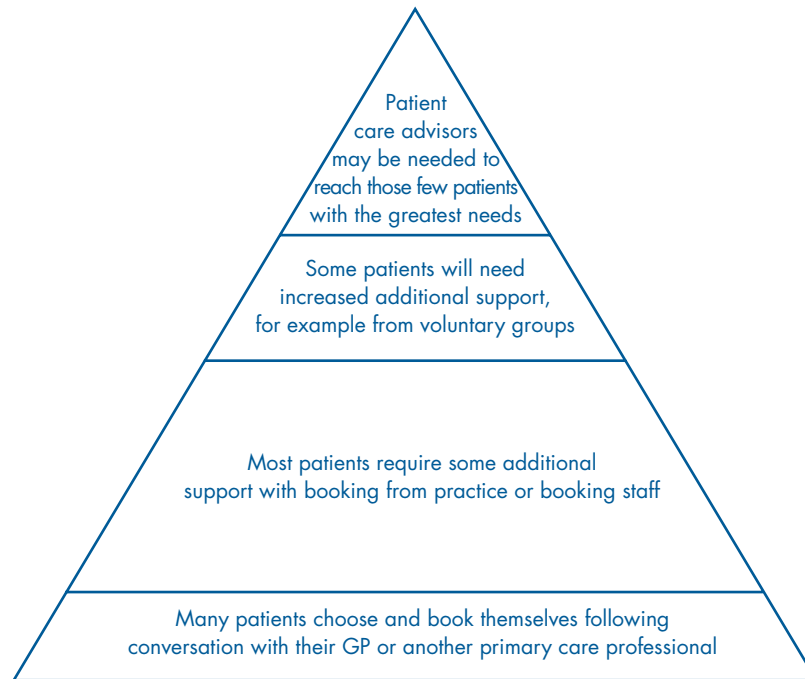 Patient
care advisors
may be needed to
reach those few patients
with the greatest needs
Some patients will need
increased additional support,
for example from voluntary groups
Most patients require some additional
support with booking from practice or booking staff
Many patients choose and book themselves following
conversation with their GP or another primary care professional